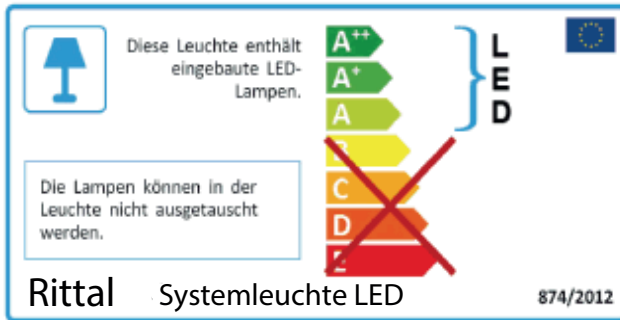 Diese Leuchte enthält
eingebaute LED-
Lampen.
A++
A+
A
B
C
D
E
L
E
D
Die Lampen können in der
Leuchte nicht ausgetauscht
werden.
Rittal Systemleuchte LED
874/2012